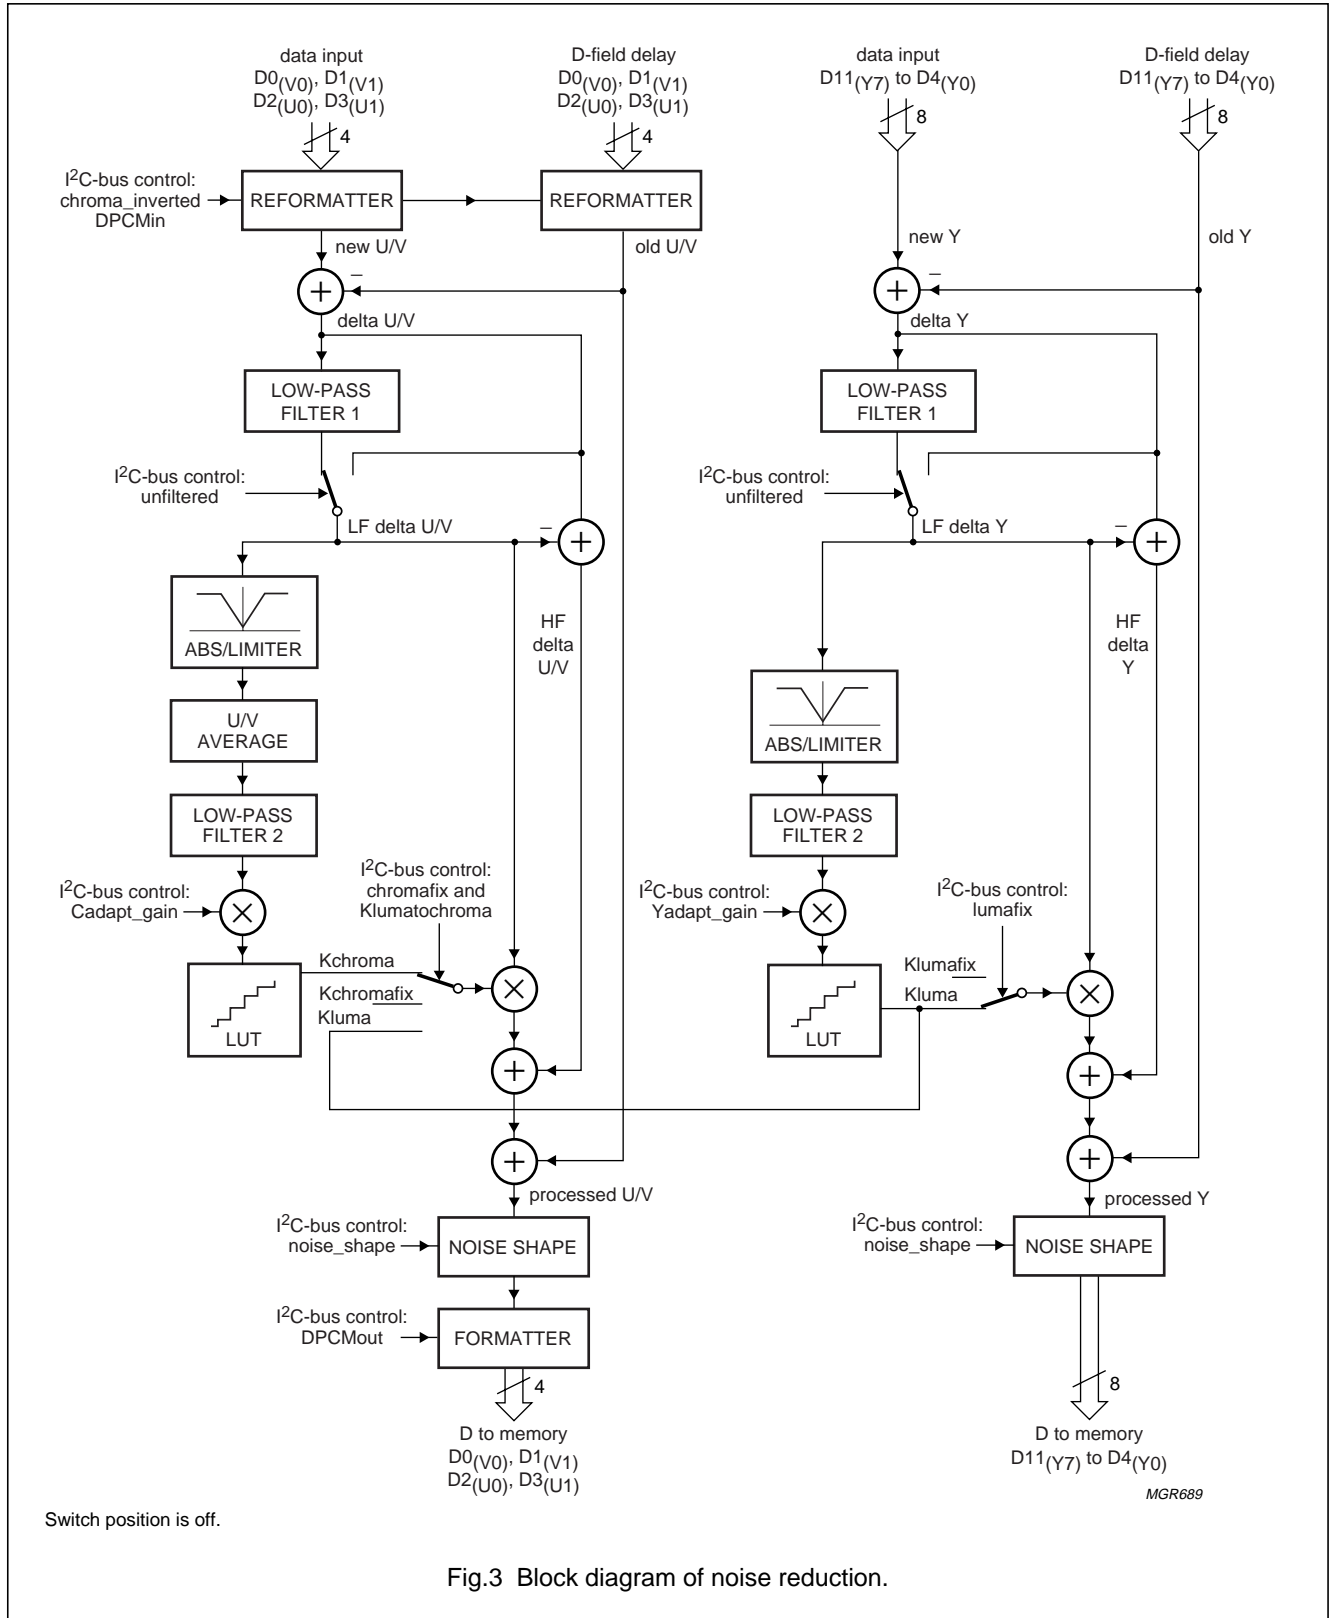 data input
D0(V0), D1(V1)
D2(U0), D3(U1)
4
D-field delay
D0(V0), D1(V1)
D2(U0), D3(U1)
4
data input
D11(Y7) to D4(Y0)
8
D-field delay
D11(Y7) to D4(Y0)
8
I2C-bus control:
chroma_inverted
DPCMin
REFORMATTER
REFORMATTER
new U/V
old U/V
new Y
old Y
–
+
–
+
delta U/V
delta Y
LOW-PASS
FILTER 1
LOW-PASS
FILTER 1
I2C-bus control:
unfiltered
I2C-bus control:
unfiltered
LF delta U/V
–
+
LF delta Y
–
+
ABS/LIMITER
HF
delta
U/V
HF
delta
Y
U/V
AVERAGE
ABS/LIMITER
LOW-PASS
FILTER 2
LOW-PASS
FILTER 2
I2C-bus control:
Cadapt_gain
×
I2C-bus control:
chromafix and
Klumatochroma
I2C-bus control:
Yadapt_gain
×
I2C-bus control:
lumafix
LUT
Kchroma
Kchromafix
Kluma
×
LUT
Klumafix
Kluma
×
+
+
+
+
processed U/V
processed Y
I2C-bus control:
noise_shape
NOISE SHAPE
I2C-bus control:
noise_shape
NOISE SHAPE
I2C-bus control:
DPCMout
FORMATTER
4
8
D to memory
D0(V0), D1(V1)
D2(U0), D3(U1)
D to memory
D11(Y7) to D4(Y0)
MGR689
Switch position is off.
Fig.3 Block diagram of noise reduction.